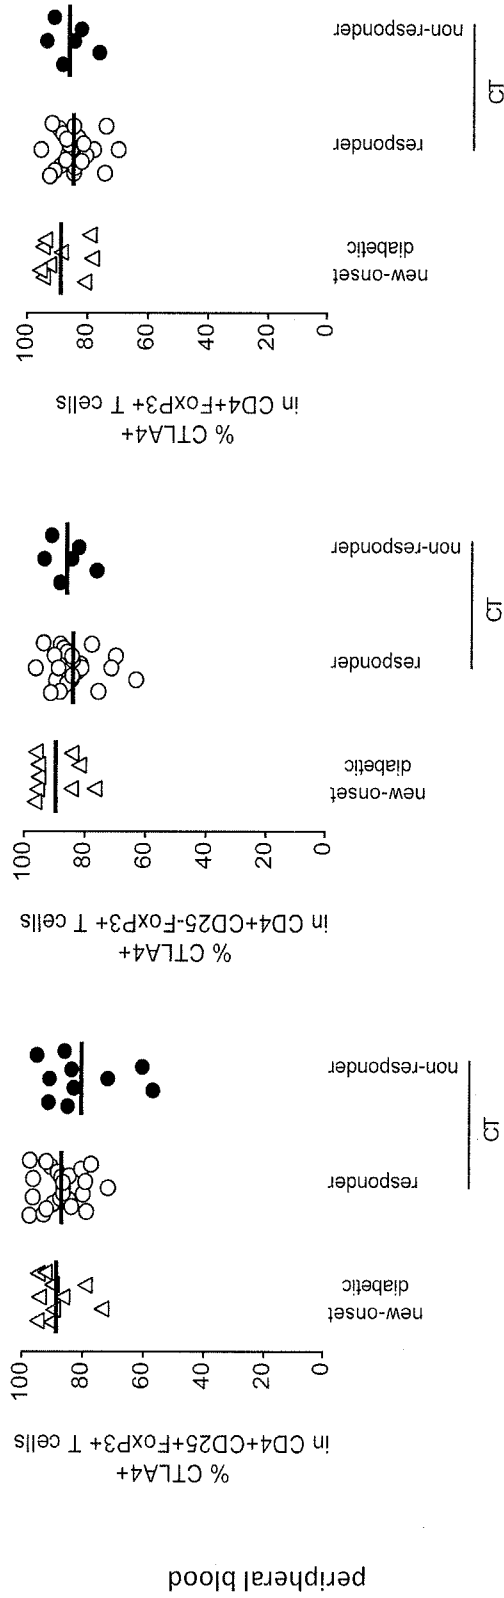 peripheral blood
% CTLA4+
in CD4+CD25+FoxP3+ T cells
100
80
60
40
20
0
new-onset
diabetic
responder
non-responder
CT
% CTLA4+
in CD4+CD25-FoxP3+ T cells
100
80
60
40
20
0
new-onset
diabetic
responder
non-responder
CT
% CTLA4+
in CD4+FoxP3+ T cells
100
80
60
40
20
0
new-onset
diabetic
responder
non-responder
CT